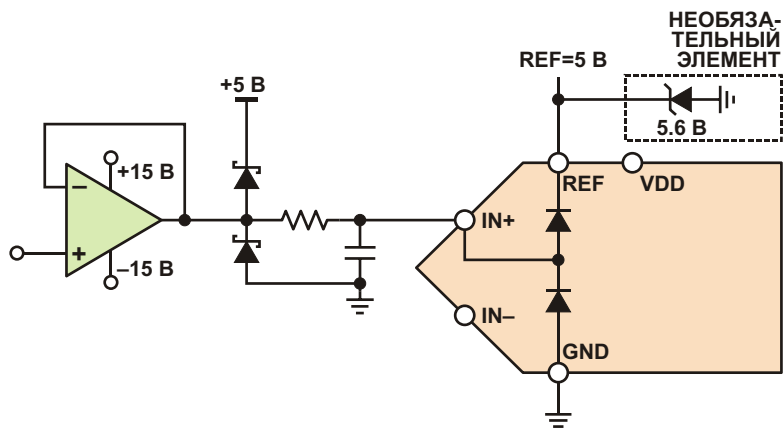 НЕОБЯЗА-
ТЕЛЬНЫЙ
ЭЛЕМЕНТ
REF=5 В
+5 В
5.6 В
+15 В
–
+
–15 В
REF
VDD
IN+
IN–
GND